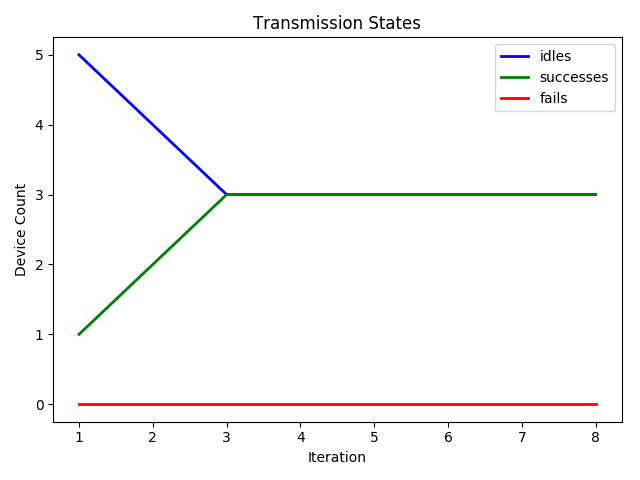 Transmission States
idles
successes
fails
Device Count
5
4
3
2
1
0
1 2 3 4 5 6 7 8
Iteration